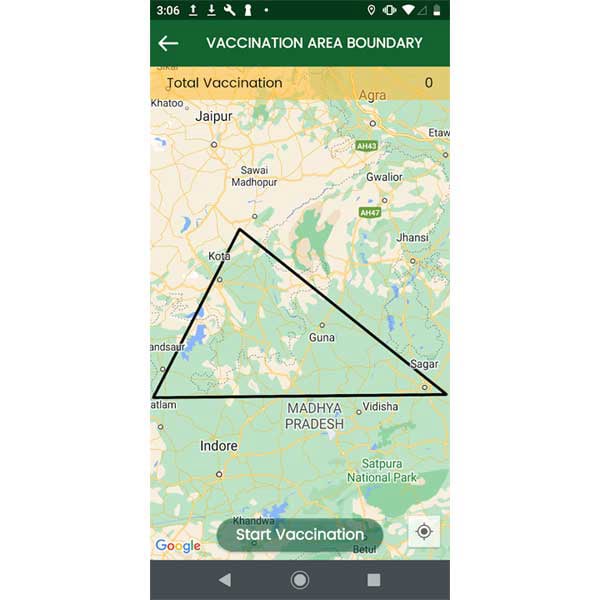 3:06
VACCINATION AREA BOUNDARY
Sikar
Total Vaccination 0
Khatoo
Agra
Jaipur
Etaw
AH43
Sawai
Madhopur
Gwalior
AH47
Jhansi
Kota
Guna
andsaur
Sagar
atlam
MADHYA
PRADESH
Vidisha
Indore
Satpura
National Park
Khandwa
Start Vaccination
Betul
Google